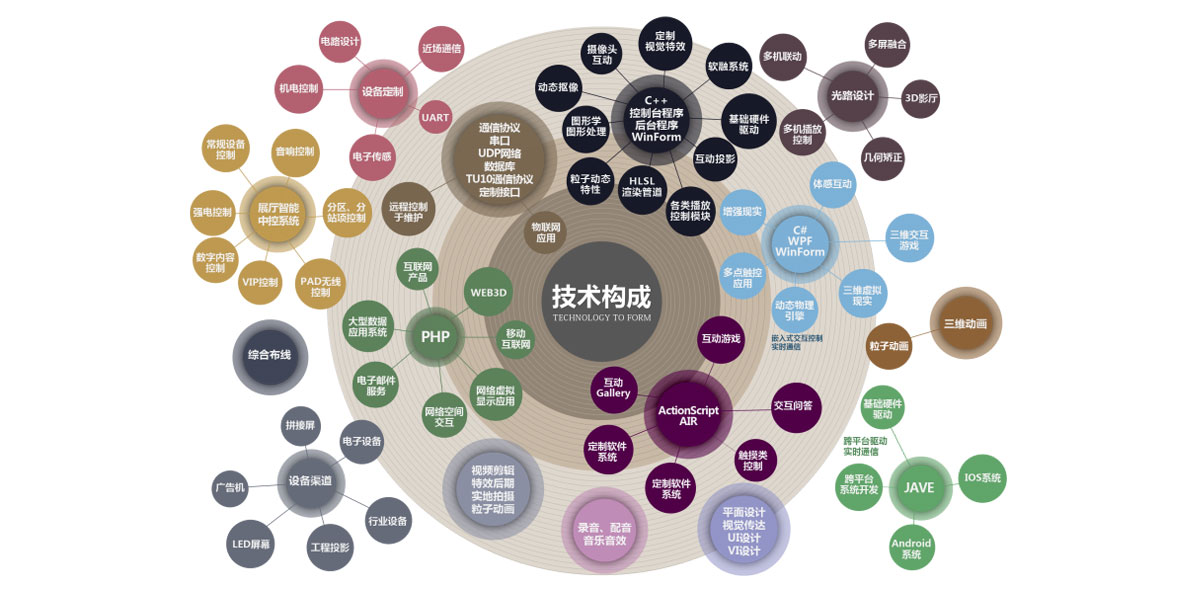 技术构成
TECHNOLOGY TO FORM
设备定制
电路设计
近场通信
机电控制
UART
电子传感
通信协议
串口
UDP网络
数据库
TU10通信协议
定制接口
远程控制
于维护
物联网
应用
C++
控制台程序
后台程序
WinForm
摄像头
互动
定制
视觉特效
软融系统
动态抠像
图形学
图形处理
基础硬件
驱动
粒子动态
特性
HLSL
渲染管道
互动投影
各类播放
控制模块
光路设计
多机联动
多屏融合
3D影厅
多机播放
控制
几何矫正
展厅智能
中控系统
常规设备
控制
音响控制
强电控制
分区、分
站项控制
数字内容
控制
VIP控制
PAD无线
控制
C#
WPF
WinForm
体感互动
增强现实
三维交互
游戏
多点触控
应用
三维虚拟
现实
动态物理
引擎
嵌入式交互控制
实时通信
PHP
互联网
产品
WEB3D
大型数据
应用系统
移动
互联网
电子邮件
服务
网络空间
交互
网络虚拟
显示应用
综合布线
三维动画
粒子动画
ActionScript
AIR
互动游戏
互动
Gallery
交互问答
定制软件
系统
触摸类
控制
定制软件
系统
设备渠道
拼接屏
电子设备
广告机
行业设备
LED屏幕
工程投影
视频剪辑
特效后期
实地拍摄
粒子动画
录音、配音
音乐音效
平面设计
视觉传达
UI设计
VI设计
JAVE
基础硬件
驱动
跨平台驱动
实时通信
跨平台
系统开发
IOS系统
Android
系统